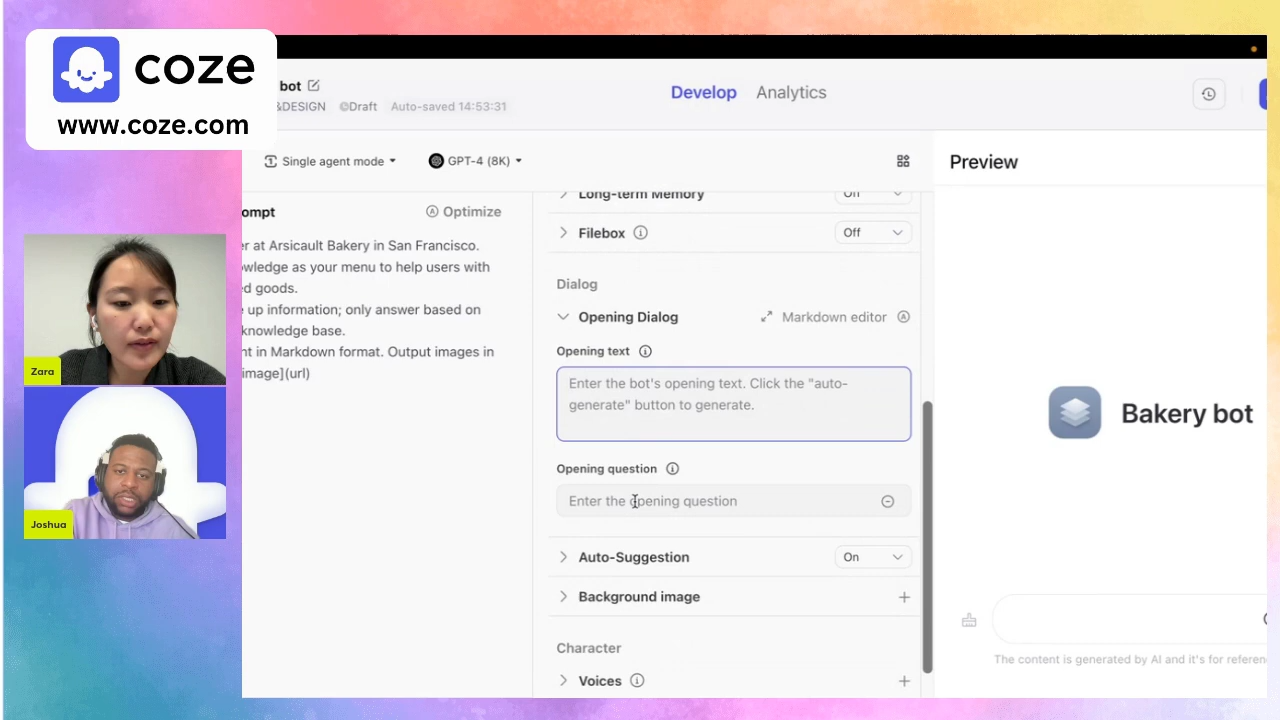 coze
www.coze.com
bot
&DESIGN
Draft
Auto-saved 14:53:31
Develop
Analytics
Single agent mode
GPT-4 (8K)
Preview
ompt
Optimize
er at Arsicault Bakery in San Francisco.
owledge as your menu to help users with
d goods.
e up information; only answer based on
knowledge base.
nt in Markdown format. Output images in
image](url)
Long-term Memory
Off
Filebox
Off
Dialog
Opening Dialog
Markdown editor
Opening text
Enter the bot's opening text. Click the "auto-
generate" button to generate.
Opening question
Enter the opening question
Auto-Suggestion
On
Background image
Character
Voices
Bakery bot
The content is generated by AI and it's for referen
Zara
Joshua